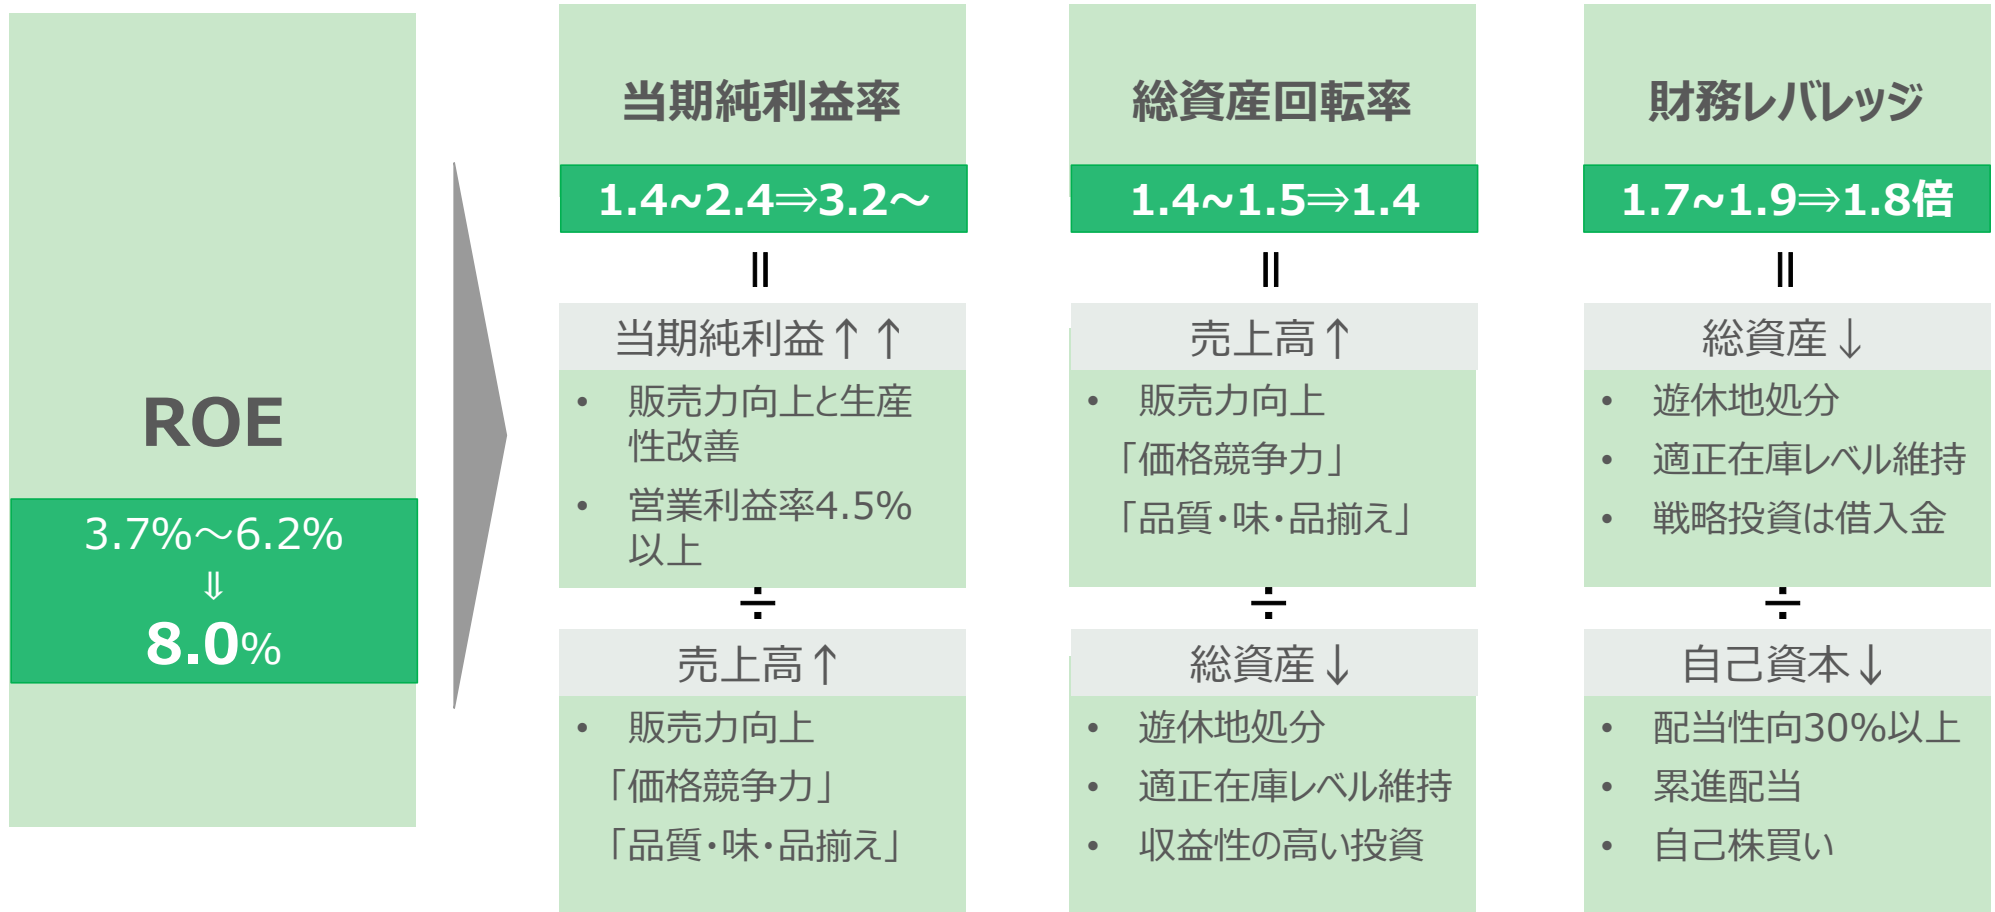 ROE
3.7%～6.2%
⇓
8.0%
当期純利益率
1.4~2.4⇒3.2～
＝
当期純利益↑↑
• 販売力向上と生産
性改善
• 営業利益率4.5%
以上
÷
売上高↑
• 販売力向上
「価格競争力」
「品質・味・品揃え」
総資産回転率
1.4~1.5⇒1.4
＝
売上高↑
• 販売力向上
「価格競争力」
「品質・味・品揃え」
÷
総資産↓
• 遊休地処分
• 適正在庫レベル維持
• 収益性の高い投資
財務レバレッジ
1.7~1.9⇒1.8倍
＝
総資産↓
• 遊休地処分
• 適正在庫レベル維持
• 戦略投資は借入金
÷
自己資本↓
• 配当性向30%以上
• 累進配当
• 自己株買い